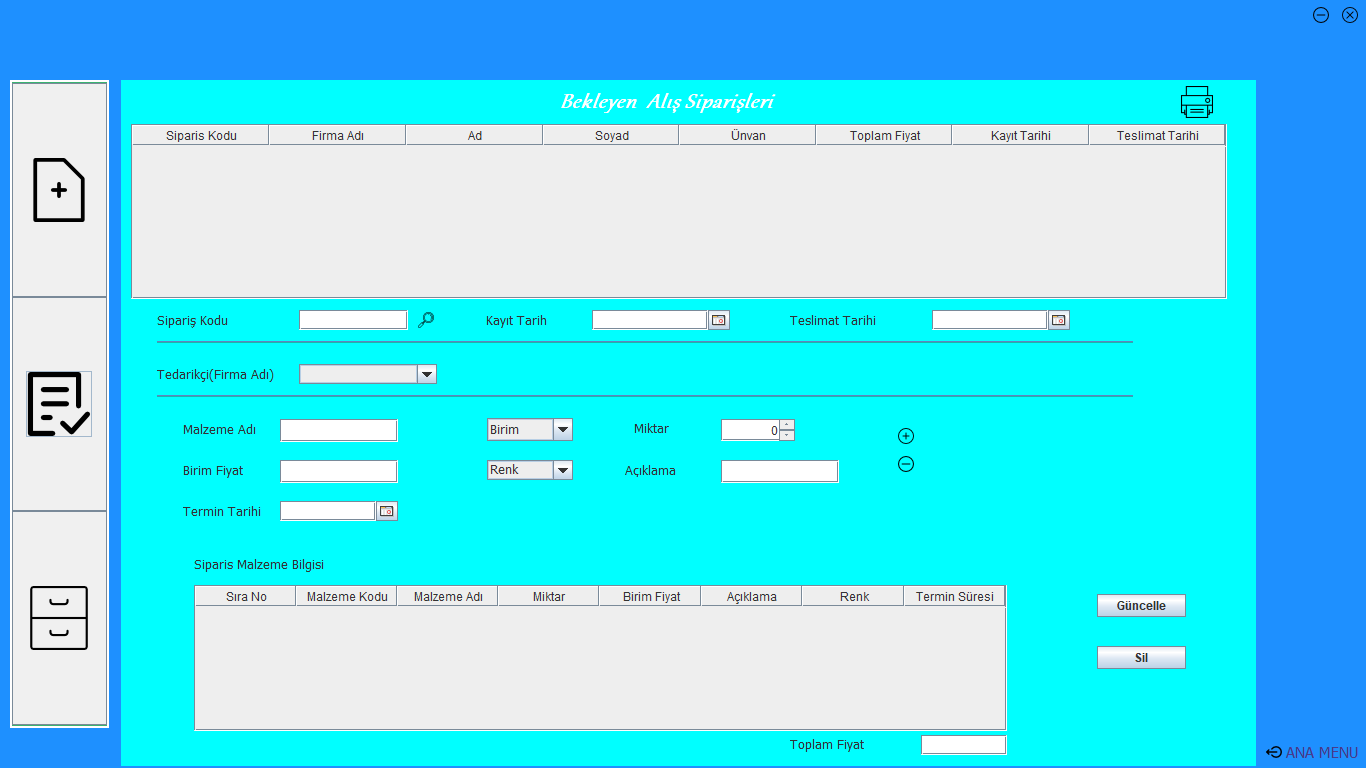 Bekleyen Alış Siparişleri
Siparis Kodu Firma Adı Ad Soyad Ünvan Toplam Fiyat Kayıt Tarihi Teslimat Tarihi
Sipariş Kodu Kayıt Tarih Teslimat Tarihi
Tedarikçi(Firma Adı)
Malzeme Adı Birim Miktar 0
Birim Fiyat Renk Açıklama
Termin Tarihi
Siparis Malzeme Bilgisi
Sıra No Malzeme Kodu Malzeme Adı Miktar Birim Fiyat Açıklama Renk Termin Süresi
Güncelle
Sil
Toplam Fiyat
ANA MENU